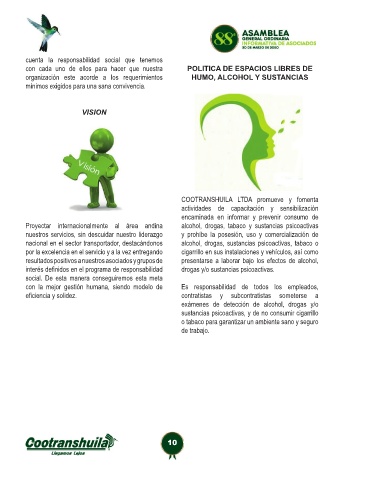 88
ASAMBLEA
GENERAL ORDINARIA
INFORMATIVA DE ASOCIADOS
cuenta la responsabilidad social que tenemos
con cada uno de ellos para hacer que nuestra
organización este acorde a los requerimientos
mínimos exigidos para una sana convivencia.
VISION
Visión
Proyectar internacionalmente al área andina
nuestros servicios, sin descuidar nuestro liderazgo
nacional en el sector transportador, destacándonos
por la excelencia en el servicio y a la vez entregando
resultados positivos a nuestros asociados y grupos de
interés definidos en el programa de responsabilidad
social. De esta manera conseguiremos esta meta
con la mejor gestión humana, siendo modelo de
eficiencia y solidez.
POLITICA DE ESPACIOS LIBRES DE
HUMO, ALCOHOL Y SUSTANCIAS
COOTRANSHUILA LTDA promueve y fomenta
actividades de capacitación y sensibilización
encaminada en informar y prevenir consumo de
alcohol, drogas, tabaco y sustancias psicoactivas
y prohíbe la posesión, uso y comercialización de
alcohol, drogas, sustancias psicoactivas, tabaco o
cigarrillo en sus instalaciones y vehículos, así como
presentarse a laborar bajo los efectos de alcohol,
drogas y/o sustancias psicoactivas.
Es responsabilidad de todos los empleados,
contratistas y subcontratistas someterse a
exámenes de detección de alcohol, drogas y/o
sustancias psicoactivas, y de no consumir cigarrillo
o tabaco para garantizar un ambiente sano y seguro
de trabajo.
Cootranshuila
Llegamos Lejos
10